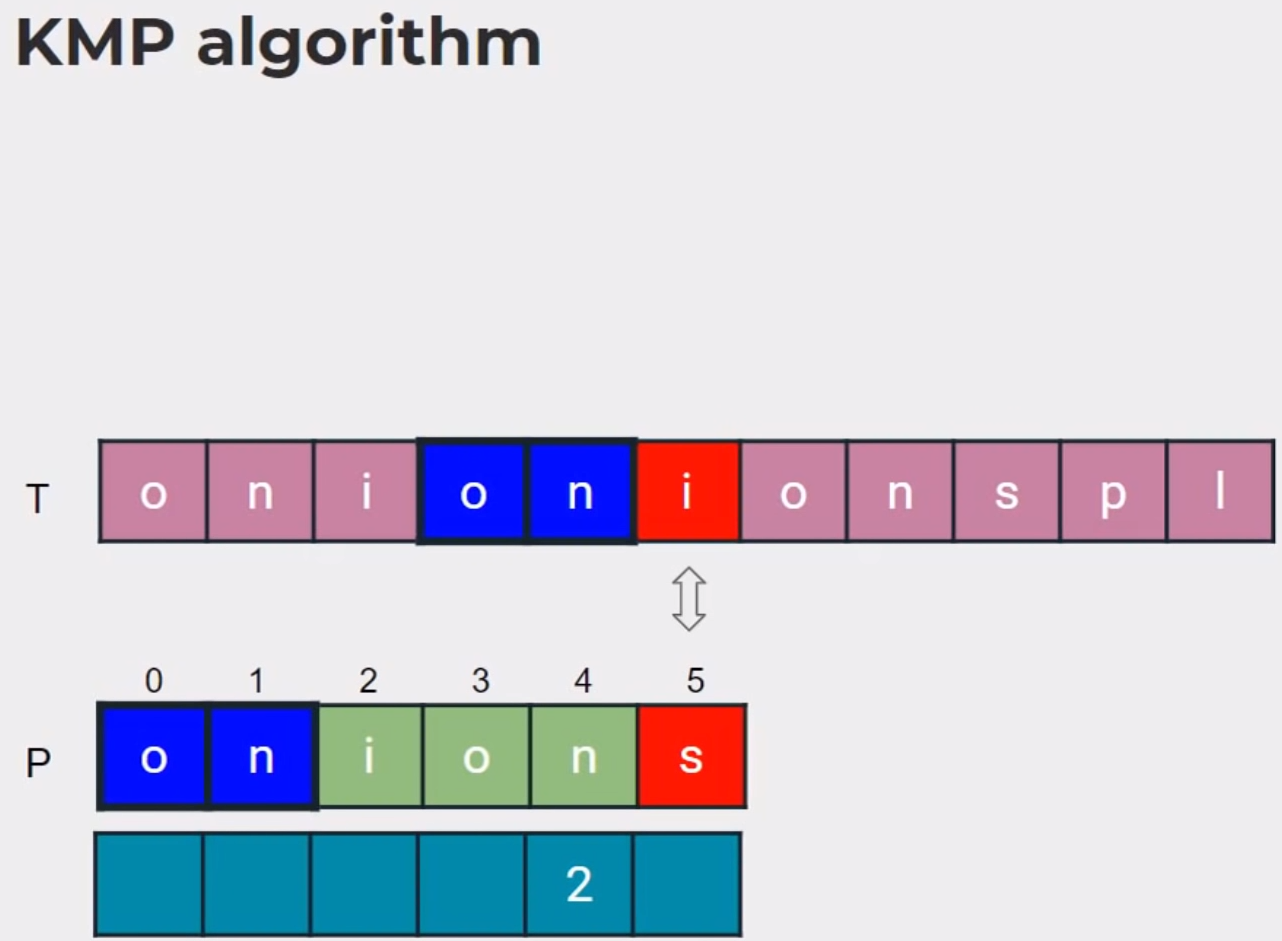 KMP algorithm
T o n i o n i o n s p l
0 1 2 3 4 5
P o n i o n s
2